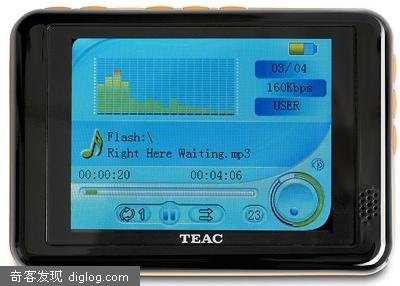 03/04
160Kbps
USER
Flash:\
Right Here Waiting.mp3
00:00:20 00:04:06
1 23
TEAC
奇客发现 diglog.com